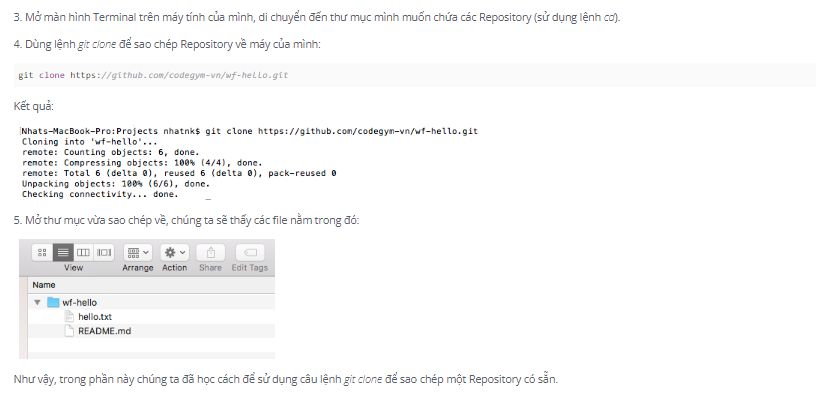 3. Mở màn hình Terminal trên máy tính của mình, di chuyển đến thư mục mình muốn chứa các Repository (sử dụng lệnh cd).
4. Dùng lệnh git clone để sao chép Repository về máy của mình:
git clone https://github.com/codegym-vn/wf-hello.git
Kết quả:
Nhats-MacBook-Pro:Projects nhatnk$ git clone https://github.com/codegym-vn/wf-hello.git
Cloning into 'wf-hello'...
remote: Counting objects: 6, done.
remote: Compressing objects: 100% (4/4), done.
remote: Total 6 (delta 0), reused 6 (delta 0), pack-reused 0
Unpacking objects: 100% (6/6), done.
Checking connectivity... done.
5. Mở thư mục vừa sao chép về, chúng ta sẽ thấy các file nằm trong đó:
View Arrange Action Share Edit Tags
Name
wf-hello
hello.txt
README.md
Như vậy, trong phần này chúng ta đã học cách để sử dụng câu lệnh git clone để sao chép một Repository có sẵn.